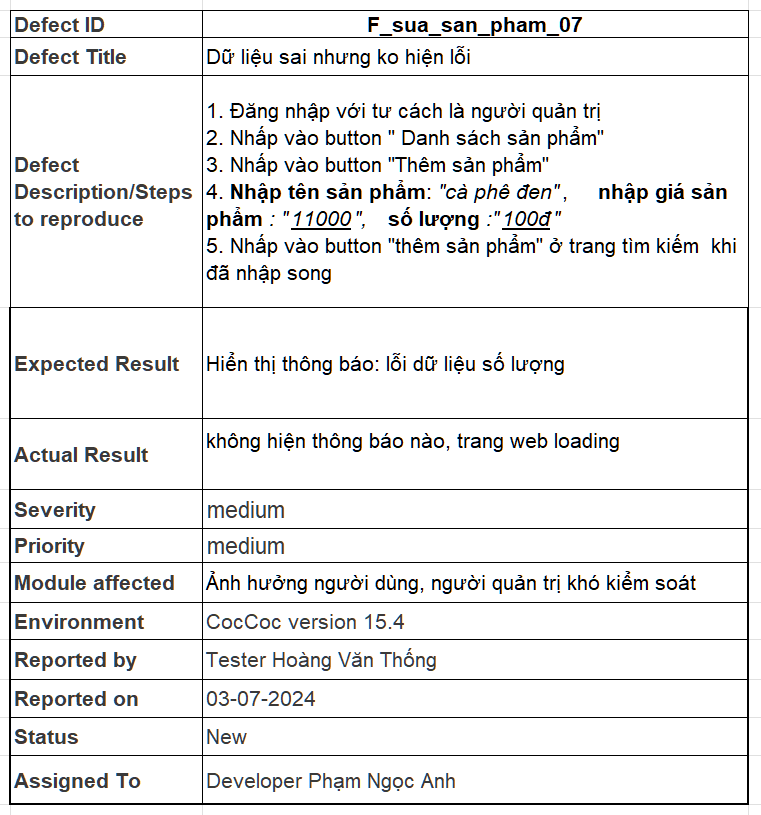 Defect ID F_sua_san_pham_07
Defect Title Dữ liệu sai nhưng ko hiện lỗi
Defect
Description/Steps
to reproduce
1. Đăng nhập với tư cách là người quản trị
2. Nhấp vào button " Danh sách sản phẩm"
3. Nhấp vào button "Thêm sản phẩm"
4. Nhập tên sản phẩm: "cà phê đen", nhập giá sản
phẩm : "11000", số lượng :"100đ"
5. Nhấp vào button "thêm sản phẩm" ở trang tìm kiếm khi
đã nhập song
Expected Result Hiển thị thông báo: lỗi dữ liệu số lượng
Actual Result không hiện thông báo nào, trang web loading
Severity medium
Priority medium
Module affected Ảnh hưởng người dùng, người quản trị khó kiểm soát
Environment CocCoc version 15.4
Reported by Tester Hoàng Văn Thống
Reported on 03-07-2024
Status New
Assigned To Developer Phạm Ngọc Anh